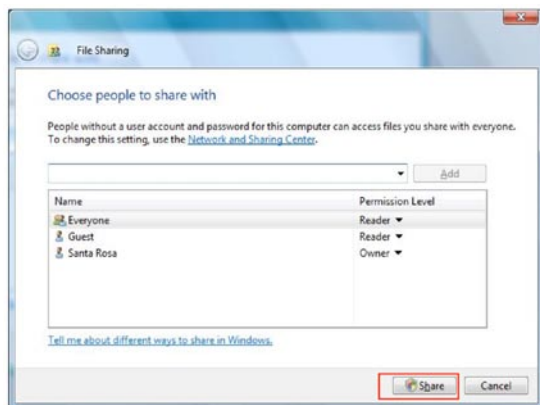 File Sharing
Choose people to share with
People without a user account and password for this computer can access files you share with everyone.
To change this setting, use the Network and Sharing Center.
Add
Name Permission Level
Everyone Reader
Guest Reader
Santa Rosa Owner
Tell me about different ways to share in Windows.
Share Cancel